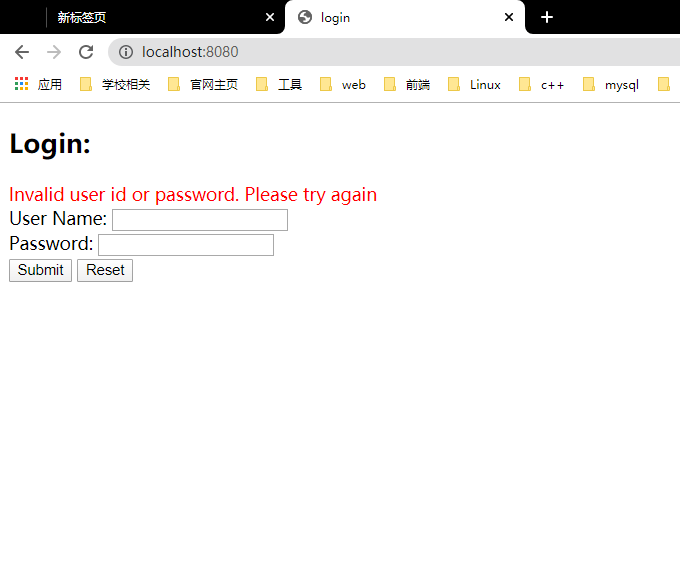 新标签页 login
localhost:8080
应用 学校相关 官网主页 工具 web 前端 Linux c++ mysql
Login:
Invalid user id or password. Please try again
User Name:
Password:
Submit Reset